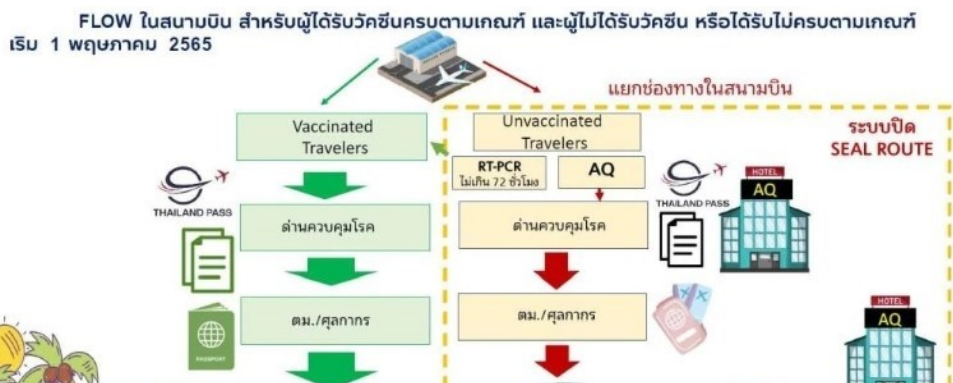 FLOW ในสนามบิน สำหรับผู้ได้รับวัคซีนครบตามเกณฑ์ และผู้ไม่ได้รับวัคซีน หรือได้รับไม่ครบตามเกณฑ์
เริ่ม 1 พฤษภาคม 2565
แยกช่องทางในสนามบิน
Vaccinated
Travelers
Unvaccinated
Travelers
ระบบปิด
SEAL ROUTE
RT-PCR
ไม่เกิน 72 ชั่วโมง
AQ
THAILAND PASS
THAILAND PASS
HOTEL
AQ
ด่านควบคุมโรค
ด่านควบคุมโรค
ตม./ศุลกากร
ตม./ศุลกากร
PASSPORT
HOTEL
AQ